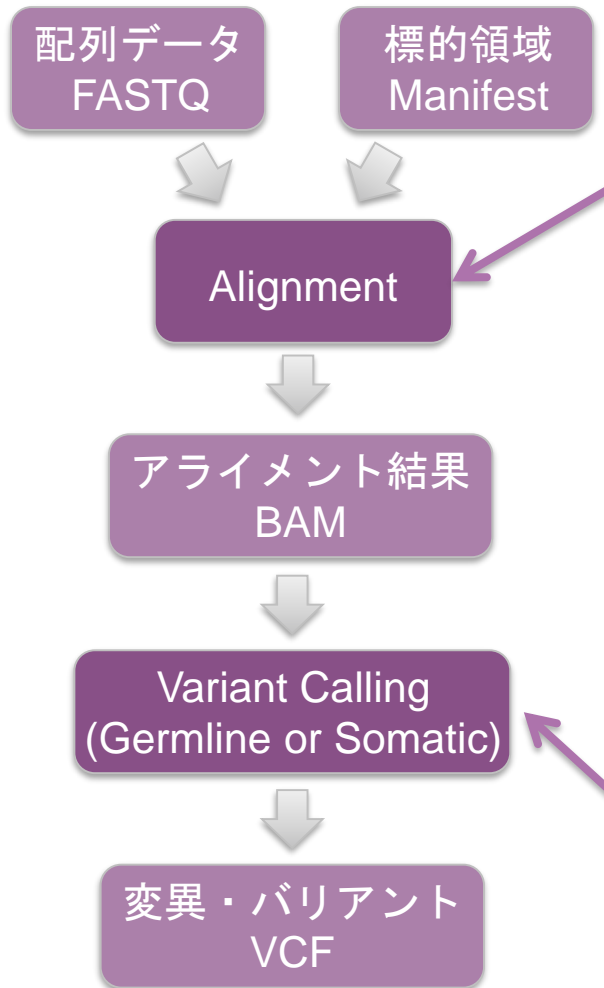 配列データ
FASTQ
標的領域
Manifest
Alignment
アライメント結果
BAM
Variant Calling
(Germline or Somatic)
変異・バリアント
VCF